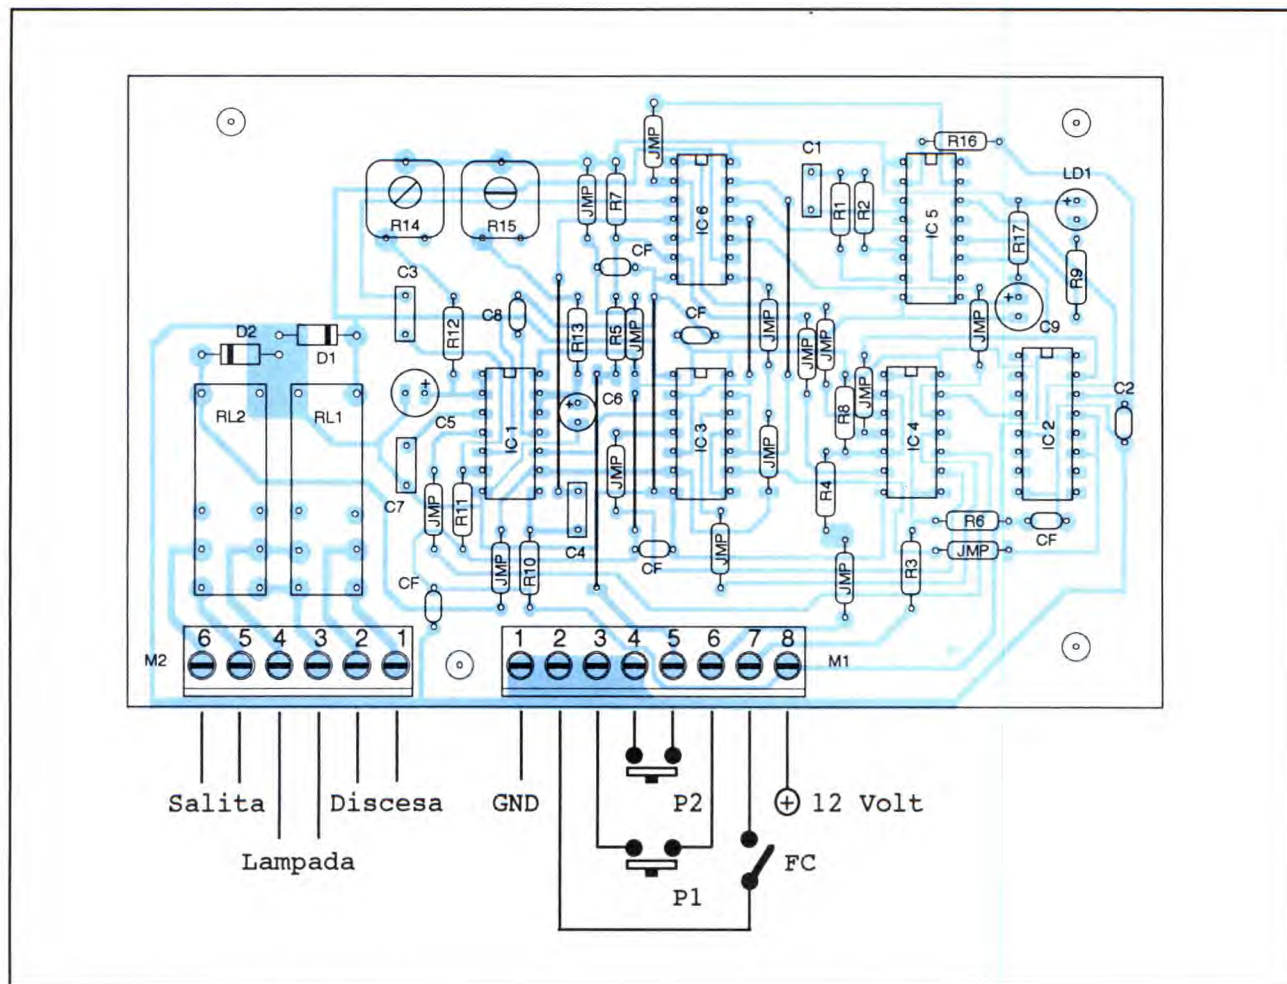 JMP
R16
C1
LD1
JMP
R7
IC 6
R1
R2
IC 5
R14
R15
R17
CF
R9
C3
C8
R12
R13
R5
JMP
CF
JMP
JMP
JMP
JMP
C9
D2
D1
RL2
RL1
C5
IC 1
C6
IC 3
R8
JMP
IC 4
IC 2
C2
C7
JMP
R11
C4
JMP
JMP
R4
R6
CF
JMP
CF
JMP
R10
CF
JMP
JMP
R3
M2
6 5 4 3 2 1
1 2 3 4 5 6 7 8
M1
Salita
Discesa
GND
P2
+ 12 Volt
Lampada
P1
FC